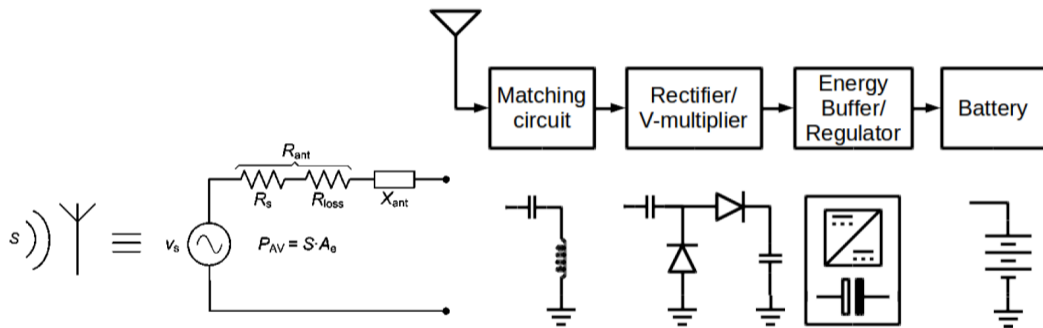 Matching
circuit
Rectifier/
V-multiplier
Energy
Buffer/
Regulator
Battery
R_ant
R_s
R_loss
X_ant
S
v_s
P_AV = S·A_e